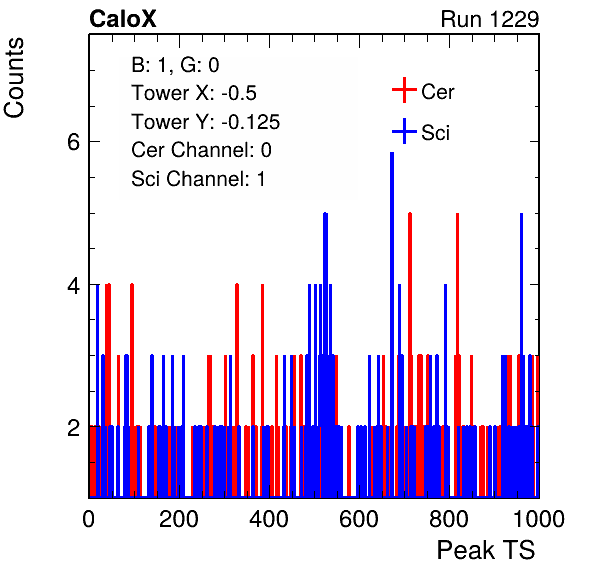 CaloX
Run 1229
Counts
B: 1, G: 0
Tower X: -0.5
Tower Y: -0.125
Cer Channel: 0
Sci Channel: 1
Cer
Sci
6
4
2
0 200 400 600 800 1000
Peak TS